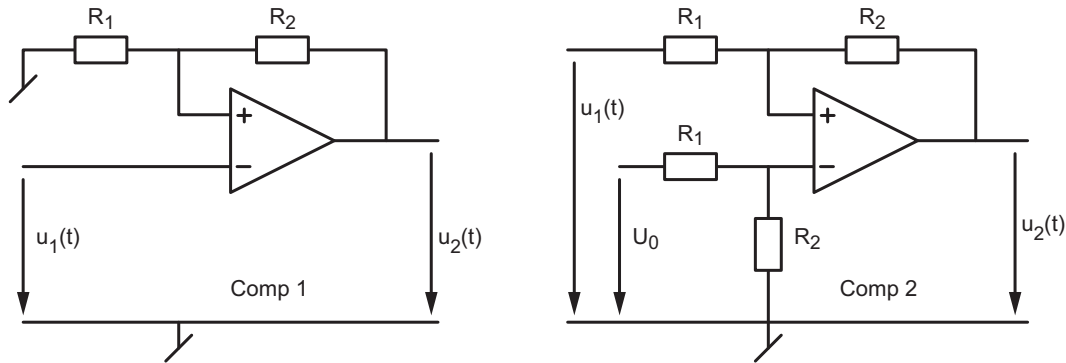 R1 R2
+
−
u1(t)
u2(t)
Comp 1
R1 R2
u1(t)
+
R1
−
U0
R2
u2(t)
Comp 2